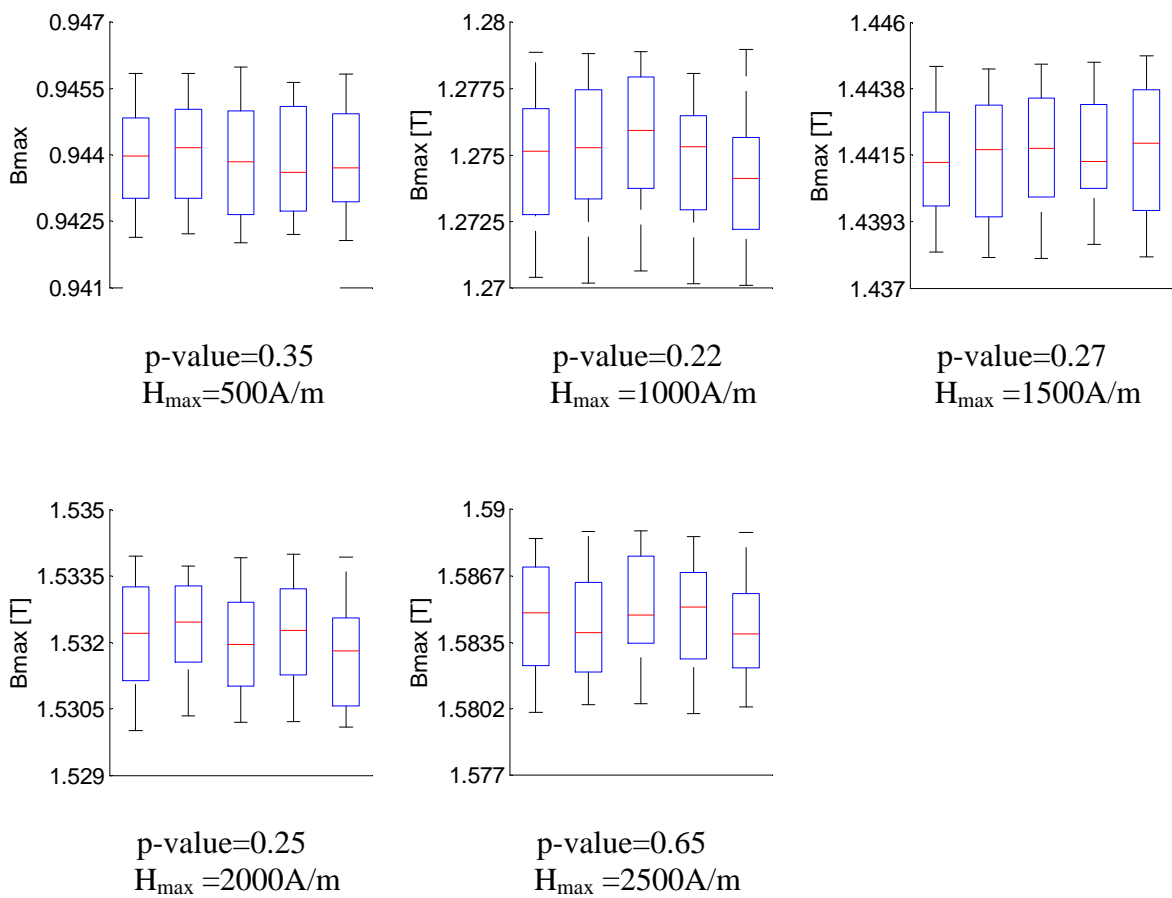 0.947
0.9455
0.944
0.9425
0.941
Bmax
p-value=0.35
Hmax=500A/m
1.28
1.2775
1.275
1.2725
1.27
Bmax [T]
p-value=0.22
Hmax =1000A/m
1.446
1.4438
1.4415
1.4393
1.437
Bmax [T]
p-value=0.27
Hmax =1500A/m
1.535
1.5335
1.532
1.5305
1.529
Bmax [T]
p-value=0.25
Hmax =2000A/m
1.59
1.5867
1.5835
1.5802
1.577
Bmax [T]
p-value=0.65
Hmax =2500A/m